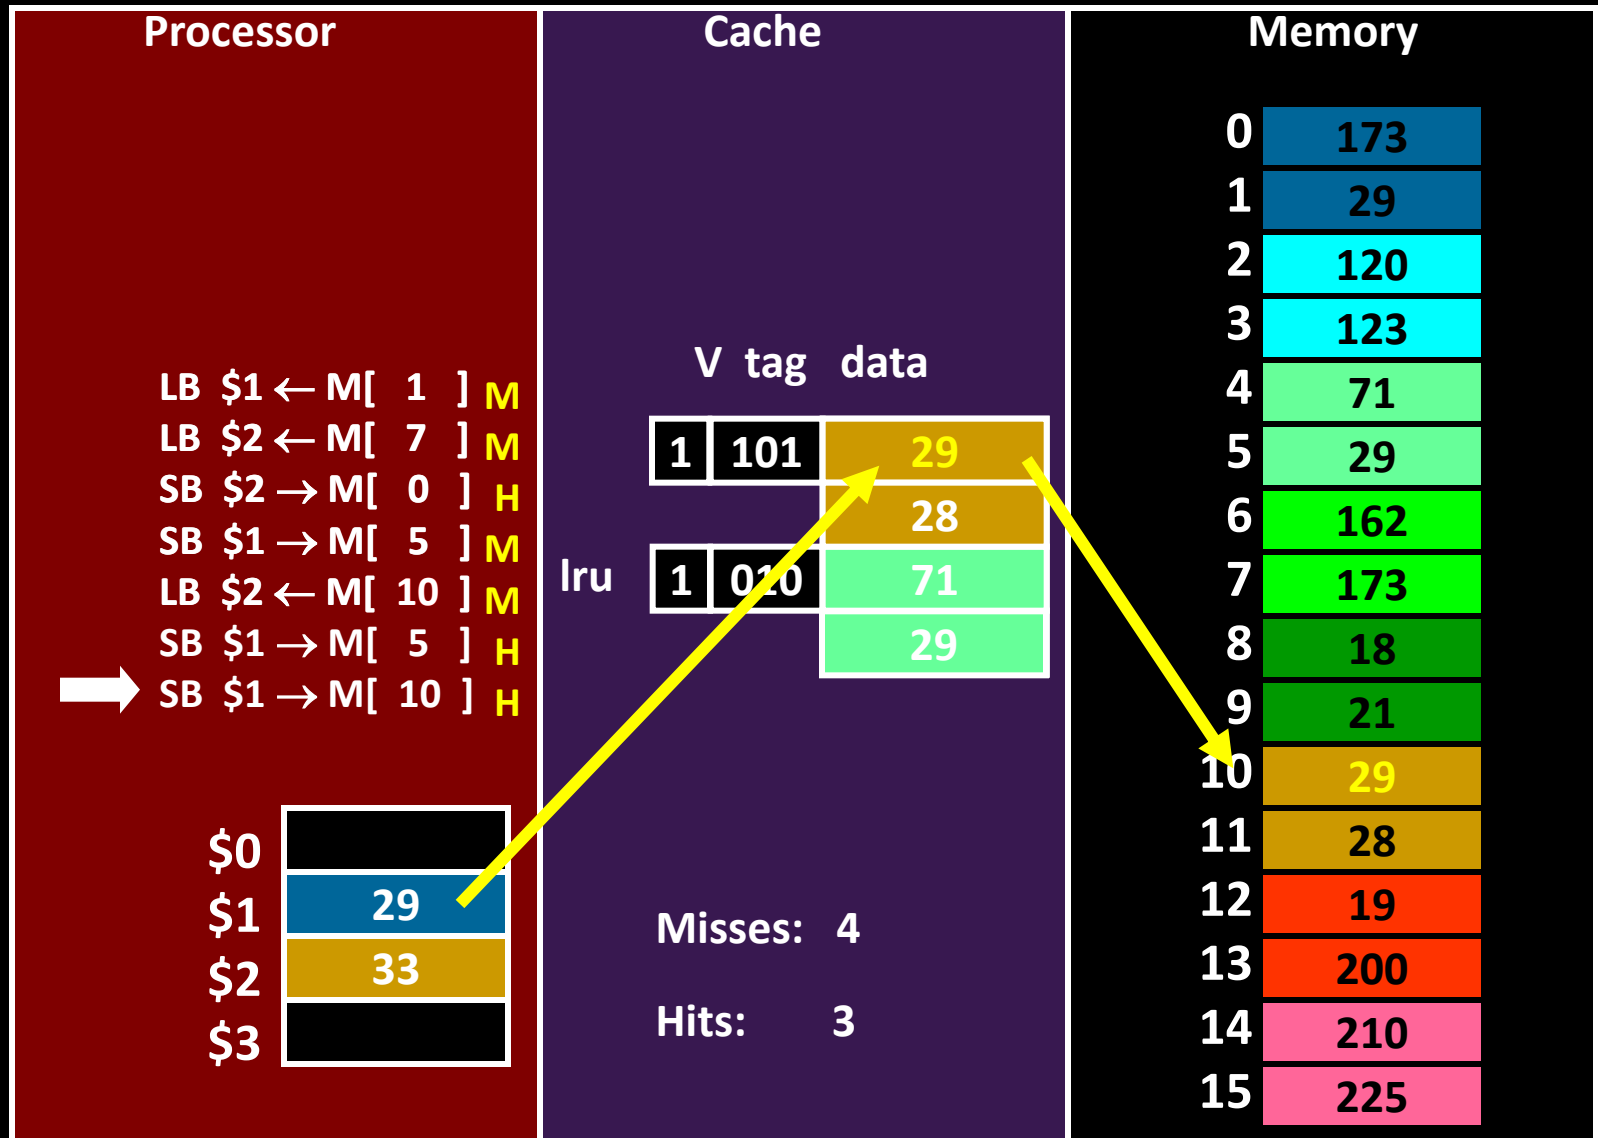 Processor
LB $1 ← M[ 1 ] M
LB $2 ← M[ 7 ] M
SB $2 → M[ 0 ] H
SB $1 → M[ 5 ] M
LB $2 ← M[ 10 ] M
SB $1 → M[ 5 ] H
SB $1 → M[ 10 ] H
$0
$1 29
$2 33
$3
Cache
V tag data
1 101 29
28
lru 1 010 71
29
Misses: 4
Hits: 3
Memory
0 173
1 29
2 120
3 123
4 71
5 29
6 162
7 173
8 18
9 21
10 29
11 28
12 19
13 200
14 210
15 225